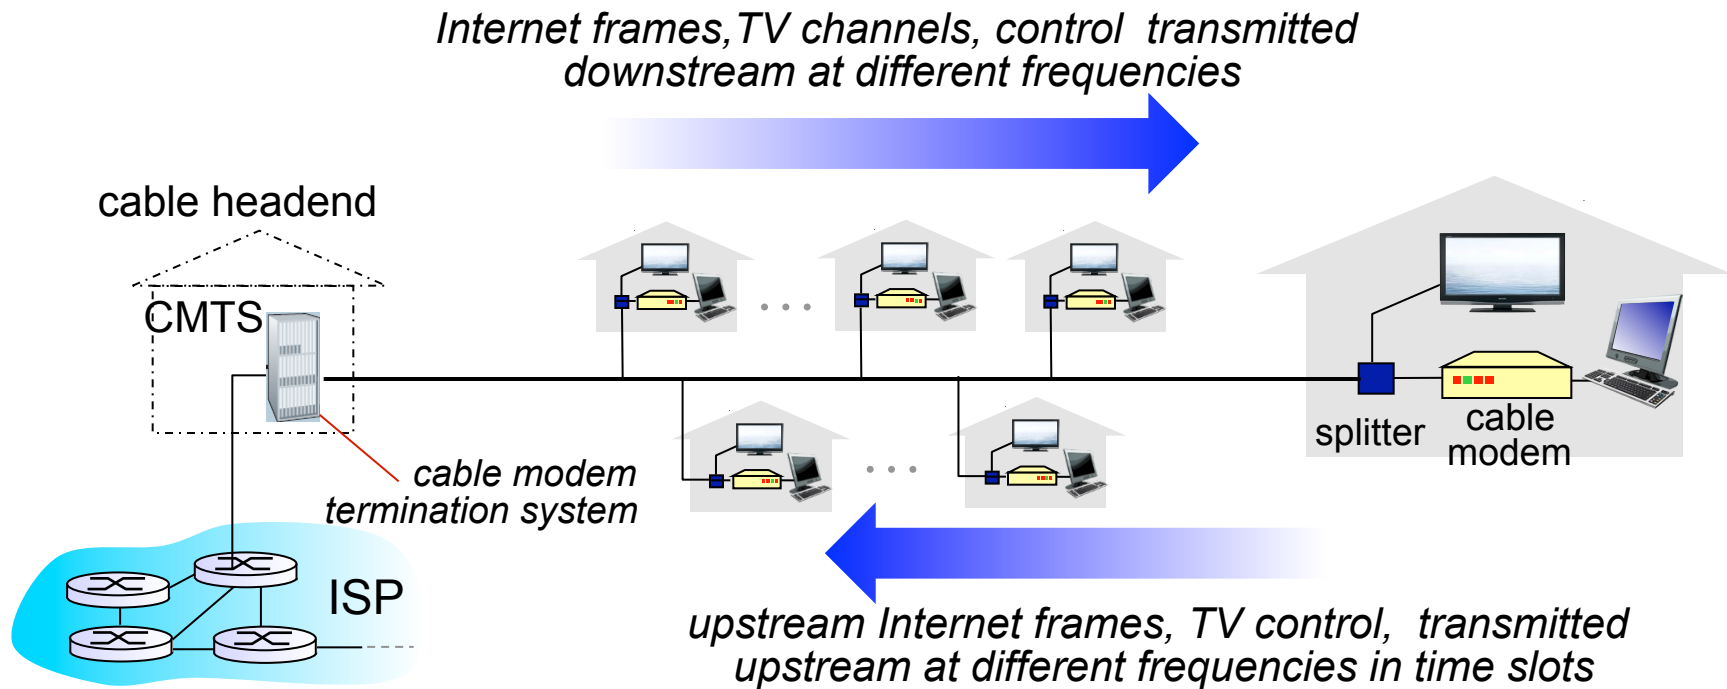 Internet frames, TV channels, control transmitted
downstream at different frequencies
cable headend
CMTS
splitter
cable
modem
cable modem
termination system
ISP
upstream Internet frames, TV control, transmitted
upstream at different frequencies in time slots